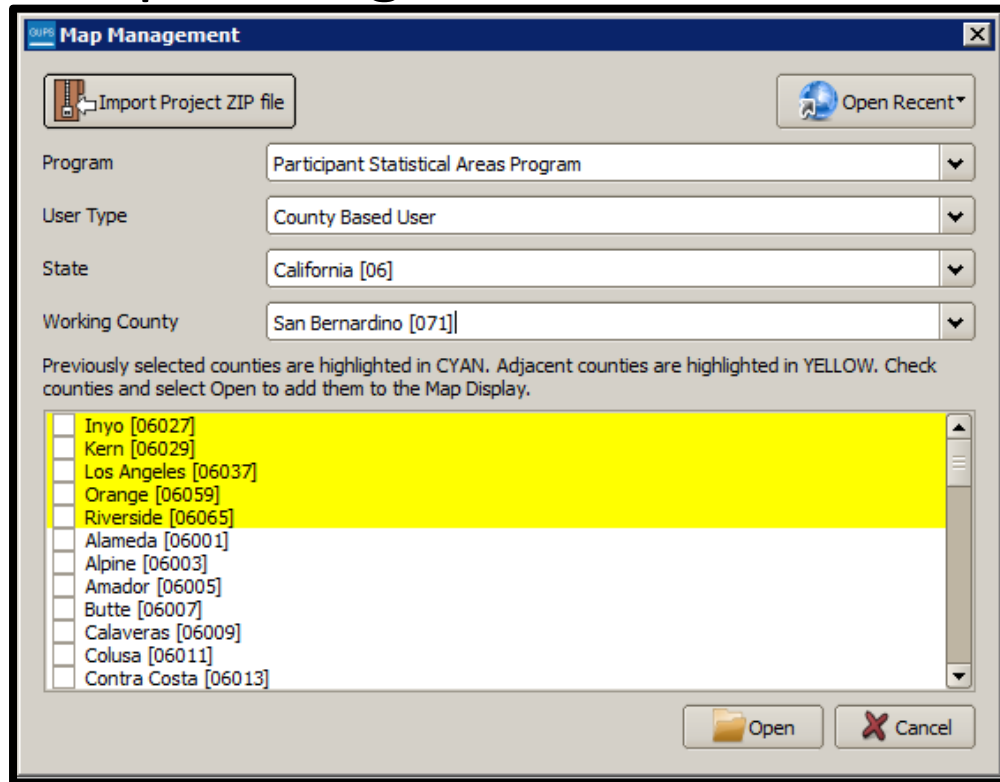 GUPS Map Management
Import Project ZIP file
Open Recent
Program
Participant Statistical Areas Program
User Type
County Based User
State
California [06]
Working County
San Bernardino [071]
Previously selected counties are highlighted in CYAN. Adjacent counties are highlighted in YELLOW. Check
counties and select Open to add them to the Map Display.
Inyo [06027]
Kern [06029]
Los Angeles [06037]
Orange [06059]
Riverside [06065]
Alameda [06001]
Alpine [06003]
Amador [06005]
Butte [06007]
Calaveras [06009]
Colusa [06011]
Contra Costa [06013]
Open
Cancel